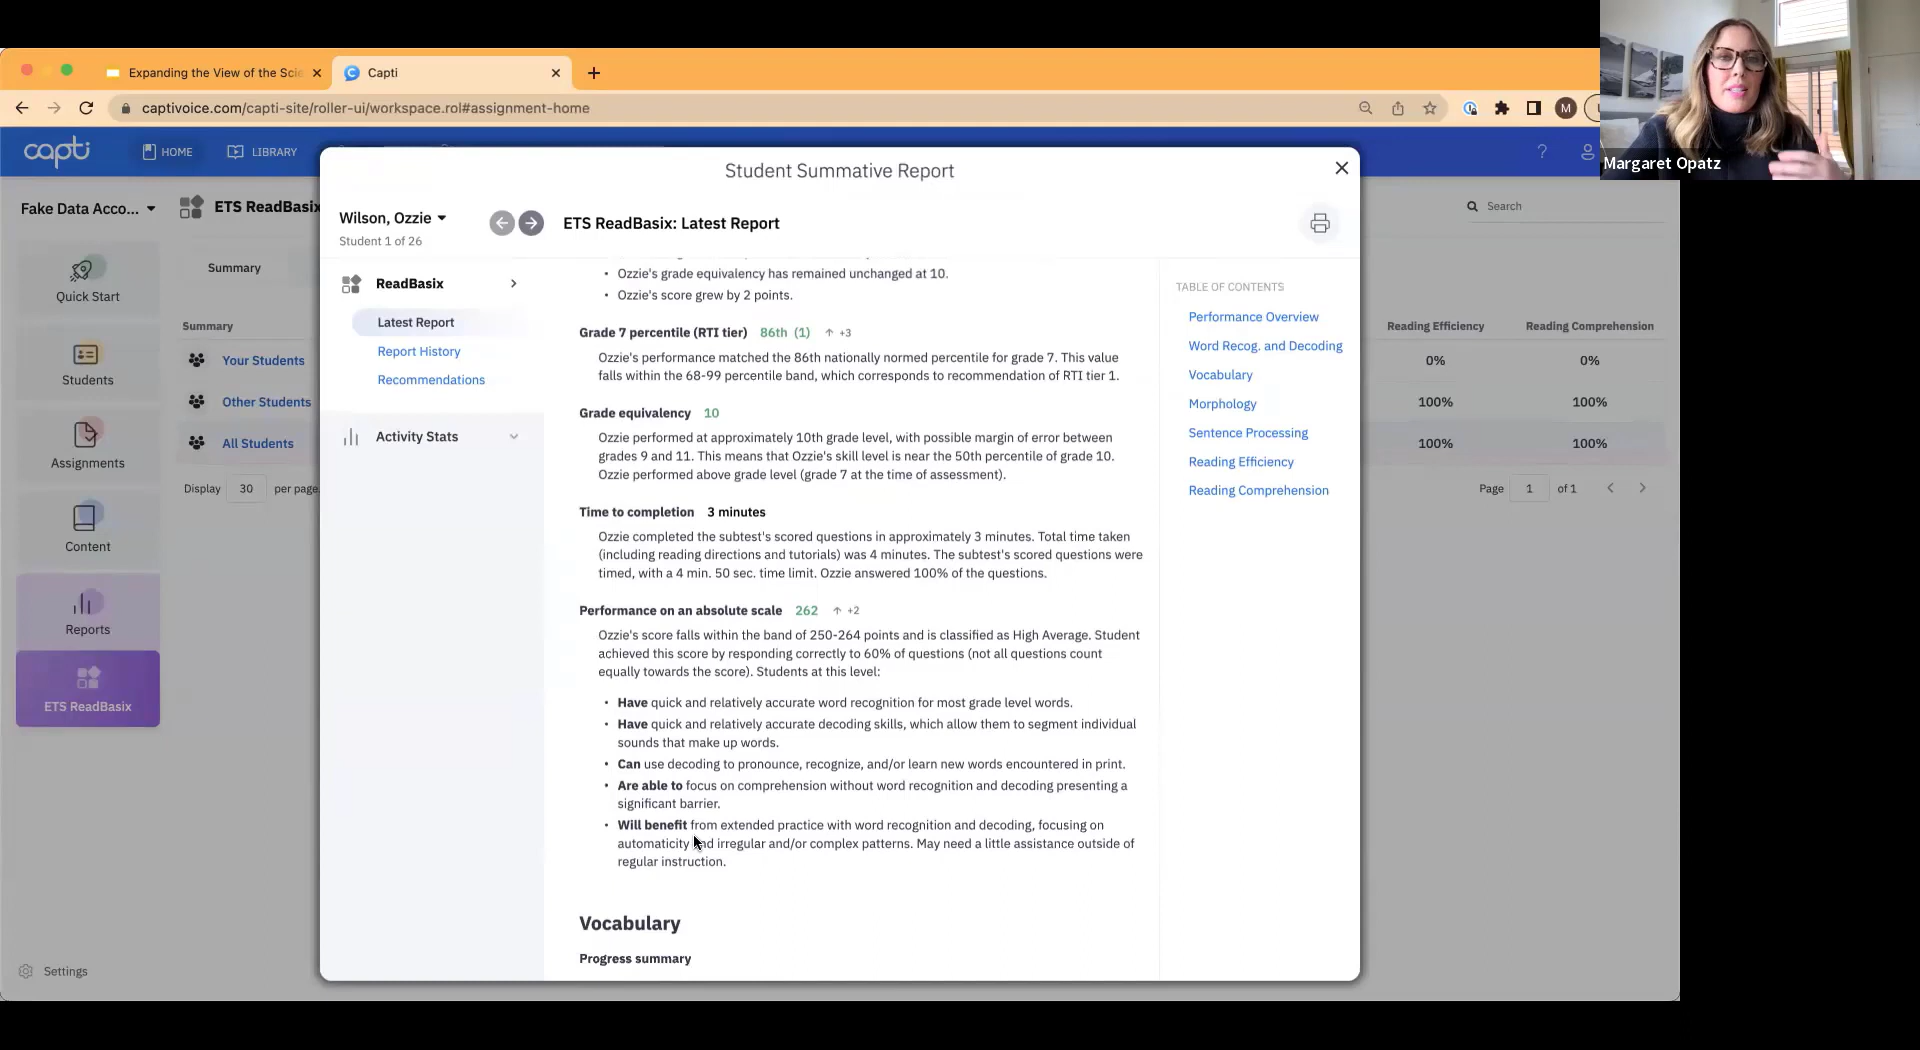 Expanding the View of the Scie
Capti
captivoice.com/capti-site/roller-ui/workspace.rol#assignment-home
M
Margaret Opatz
capti
HOME
LIBRARY
?
Fake Data Acco...
ETS ReadBasix
Search
Quick Start
Students
Assignments
Content
Reports
ETS ReadBasix
Settings
Summary
Summary
Your Students
Other Students
All Students
Display 30 per page
Student Summative Report
Wilson, Ozzie
Student 1 of 26
ETS ReadBasix: Latest Report
ReadBasix
Latest Report
Report History
Recommendations
Activity Stats
• Ozzie's grade equivalency has remained unchanged at 10.
• Ozzie's score grew by 2 points.
Grade 7 percentile (RTI tier) 86th (1) ↑ +3
Ozzie's performance matched the 86th nationally normed percentile for grade 7. This value
falls within the 68-99 percentile band, which corresponds to recommendation of RTI tier 1.
Grade equivalency 10
Ozzie performed at approximately 10th grade level, with possible margin of error between
grades 9 and 11. This means that Ozzie's skill level is near the 50th percentile of grade 10.
Ozzie performed above grade level (grade 7 at the time of assessment).
Time to completion 3 minutes
Ozzie completed the subtest's scored questions in approximately 3 minutes. Total time taken
(including reading directions and tutorials) was 4 minutes. The subtest's scored questions were
timed, with a 4 min. 50 sec. time limit. Ozzie answered 100% of the questions.
Performance on an absolute scale 262 ↑ +2
Ozzie's score falls within the band of 250-264 points and is classified as High Average. Student
achieved this score by responding correctly to 60% of questions (not all questions count
equally towards the score). Students at this level:
• Have quick and relatively accurate word recognition for most grade level words.
• Have quick and relatively accurate decoding skills, which allow them to segment individual
sounds that make up words.
• Can use decoding to pronounce, recognize, and/or learn new words encountered in print.
• Are able to focus on comprehension without word recognition and decoding presenting a
significant barrier.
• Will benefit from extended practice with word recognition and decoding, focusing on
automaticity and irregular and/or complex patterns. May need a little assistance outside of
regular instruction.
Vocabulary
Progress summary
TABLE OF CONTENTS
Performance Overview
Word Recog. and Decoding
Vocabulary
Morphology
Sentence Processing
Reading Efficiency
Reading Comprehension
Reading Efficiency Reading Comprehension
0% 0%
100% 100%
100% 100%
Page 1 of 1